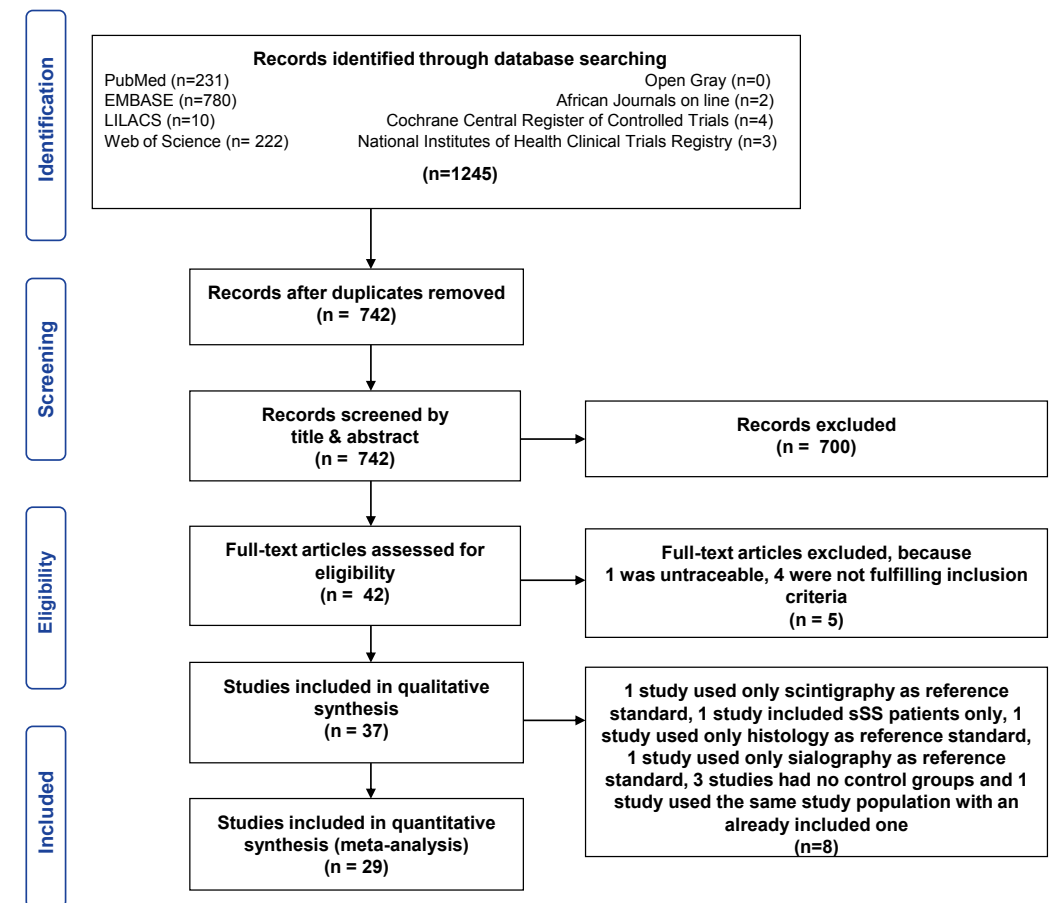 Identification
Records identified through database searching
PubMed (n=231)
Open Gray (n=0)
EMBASE (n=780)
African Journals on line (n=2)
LILACS (n=10)
Cochrane Central Register of Controlled Trials (n=4)
Web of Science (n= 222)
National Institutes of Health Clinical Trials Registry (n=3)
(n=1245)
Screening
Records after duplicates removed
(n = 742)
Records screened by
title & abstract
(n = 742)
Records excluded
(n = 700)
Eligibility
Full-text articles assessed for
eligibility
(n = 42)
Full-text articles excluded, because
1 was untraceable, 4 were not fulfilling inclusion
criteria
(n = 5)
Studies included in qualitative
synthesis
(n = 37)
1 study used only scintigraphy as reference
standard, 1 study included sSS patients only, 1
study used only histology as reference standard,
1 study used only sialography as reference
standard, 3 studies had no control groups and 1
study used the same study population with an
already included one
(n=8)
Included
Studies included in quantitative
synthesis (meta-analysis)
(n = 29)